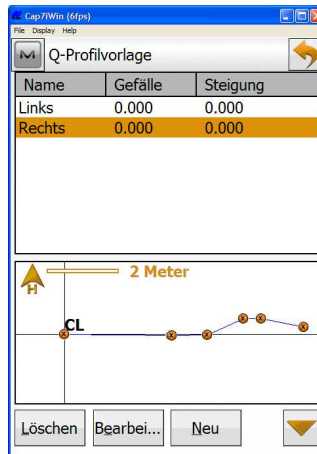 Cap7iWin (6fps)
File Display Help
M Q-Profilvorlage
Name Gefälle Steigung
Links 0.000 0.000
Rechts 0.000 0.000
2 Meter
H
CL
Löschen Bearbei... Neu